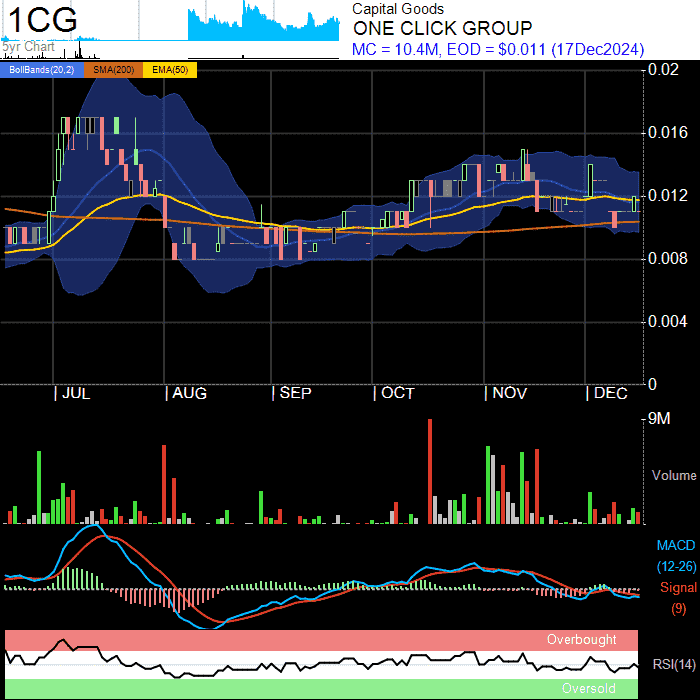 1CG
5yr Chart
Capital Goods
ONE CLICK GROUP
MC = 10.4M, EOD = $0.011 (17Dec2024)
BollBands(20,2) SMA(200) EMA(50)
0.02
0.016
0.012
0.008
0.004
0
JUL AUG SEP OCT NOV DEC
9M
Volume
MACD
(12-26)
Signal
(9)
Overbought
RSI(14)
Oversold